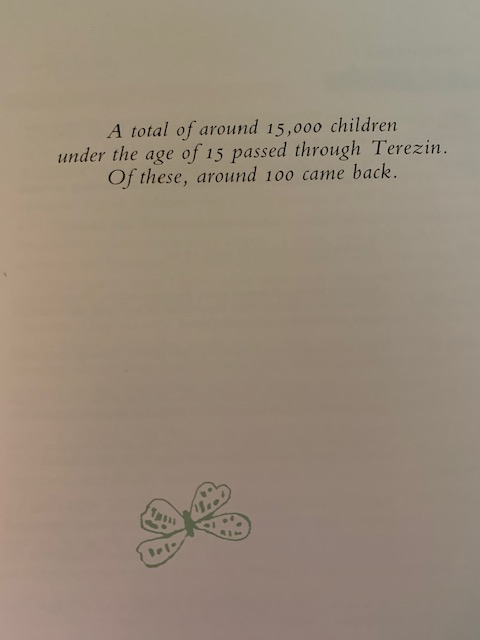 A total of around 15,000 children
under the age of 15 passed through Terezin.
Of these, around 100 came back.